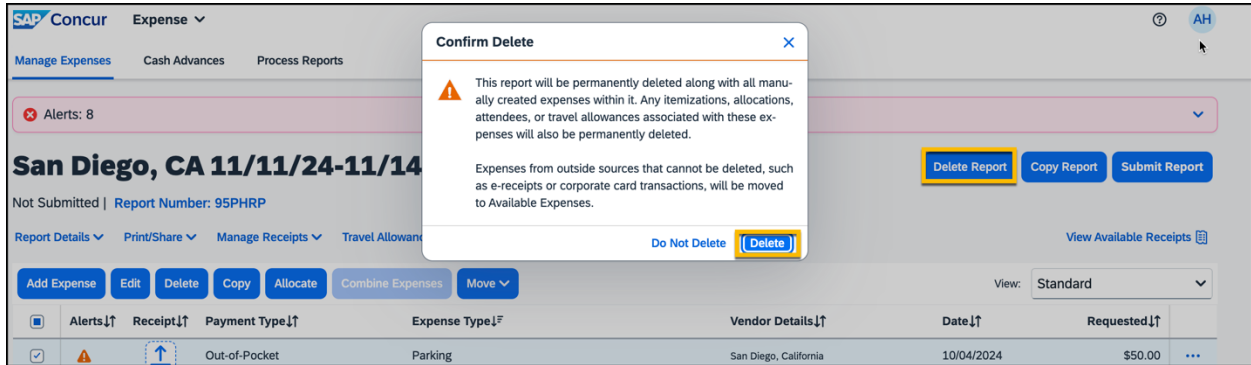 SAP Concur Expense
AH
Manage Expenses Cash Advances Process Reports
Alerts: 8
Confirm Delete
This report will be permanently deleted along with all manu-
ally created expenses within it. Any itemizations, allocations,
attendees, or travel allowances associated with these ex-
penses will also be permanently deleted.
Expenses from outside sources that cannot be deleted, such
as e-receipts or corporate card transactions, will be moved
to Available Expenses.
Do Not Delete Delete
San Diego, CA 11/11/24-11/14
Delete Report Copy Report Submit Report
Not Submitted | Report Number: 95PHRP
Report Details Print/Share Manage Receipts Travel Allowan
View Available Receipts
Add Expense Edit Delete Copy Allocate Combine Expenses Move
View: Standard
Alerts Receipt Payment Type Expense Type Vendor Details Date Requested
Out-of-Pocket Parking San Diego, California 10/04/2024 $50.00